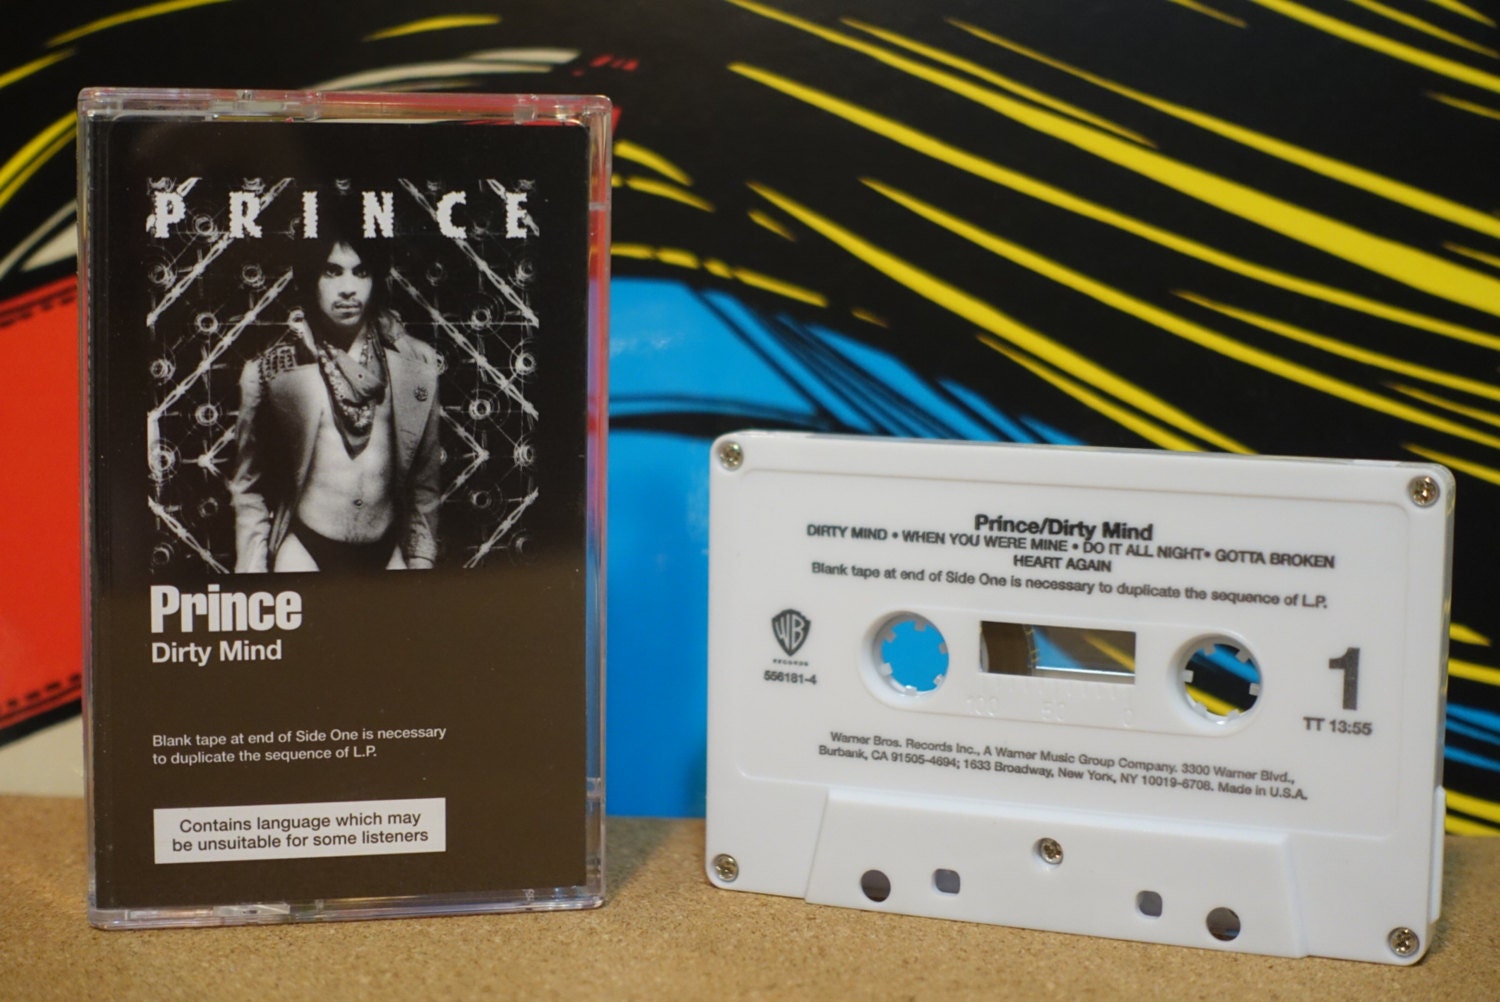 PRINCE
Prince
Dirty Mind
Blank tape at end of Side One is necessary
to duplicate the sequence of L.P.
Contains language which may
be unsuitable for some listeners
Prince/Dirty Mind
DIRTY MIND • WHEN YOU WERE MINE • DO IT ALL NIGHT• GOTTA BROKEN
HEART AGAIN
Blank tape at end of Side One is necessary to duplicate the sequence of L.P.
WB
RECORDS
556181-4
100 50 0
1
TT 13:55
Warner Bros. Records Inc., A Warner Music Group Company. 3300 Warner Blvd.,
Burbank, CA 91505-4694; 1633 Broadway, New York, NY 10019-6708. Made in U.S.A.